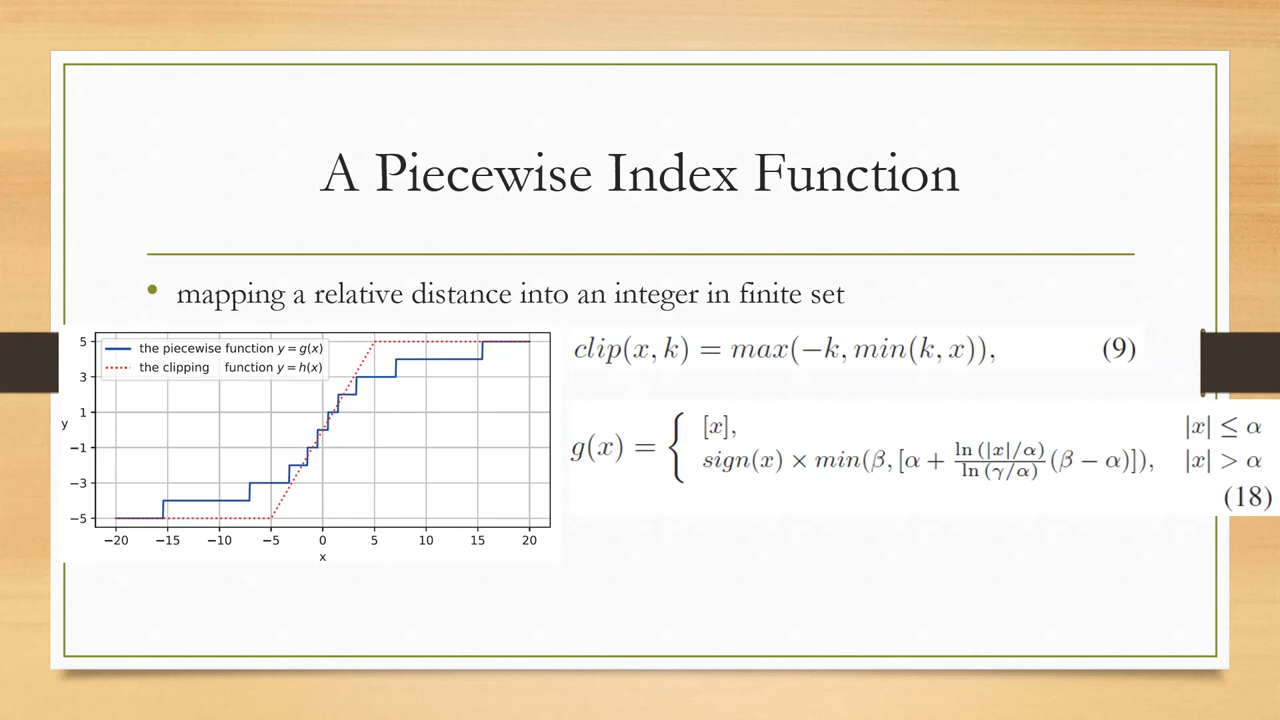 A Piecewise Index Function
• mapping a relative distance into an integer in finite set
the piecewise function y = g(x)
the clipping function y = h(x)
5
3
1
−1
−3
−5
y
−20 −15 −10 −5 0 5 10 15 20
x
clip(x, k) = max(−k, min(k, x)), (9)
g(x) = { [x], |x| ≤ α
sign(x) × min(β, [α + ln (|x|/α) / ln (γ/α) (β − α)]), |x| > α
(18)